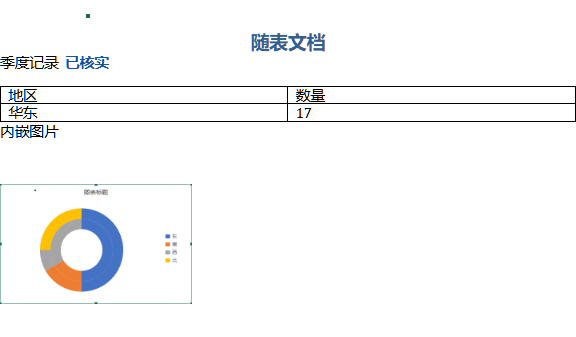 随表文档
季度记录 已核实
地区 数量
华东 17
内嵌图片
图表标题
东
南
西
北